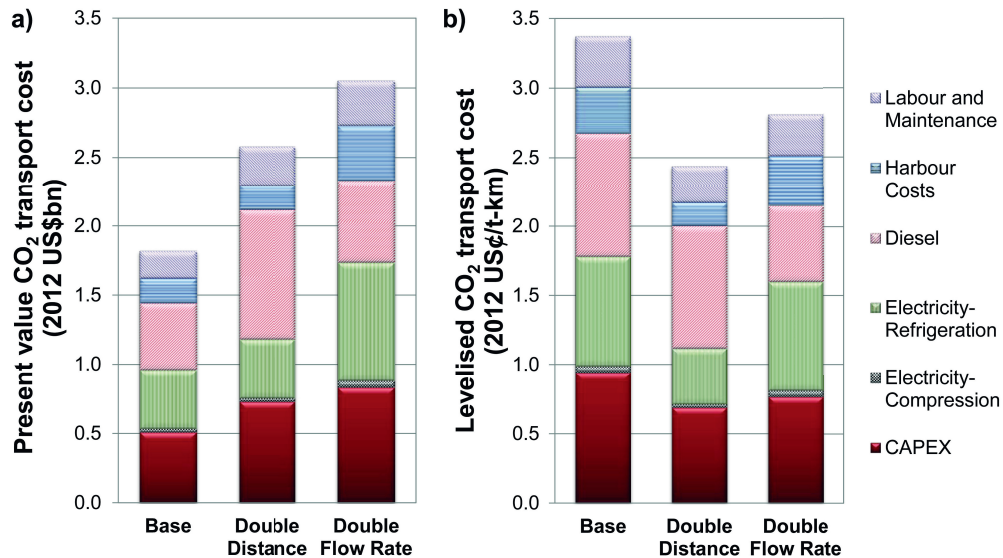 a)
Present value CO2 transport cost
(2012 US$bn)
3.5
3.0
2.5
2.0
1.5
1.0
0.5
0.0
Base
Double
Distance
Double
Flow Rate
b)
Levelised CO2 transport cost
(2012 US¢/t-km)
3.5
3.0
2.5
2.0
1.5
1.0
0.5
0.0
Base
Double
Distance
Double
Flow Rate
Labour and
Maintenance
Harbour
Costs
Diesel
Electricity-
Refrigeration
Electricity-
Compression
CAPEX